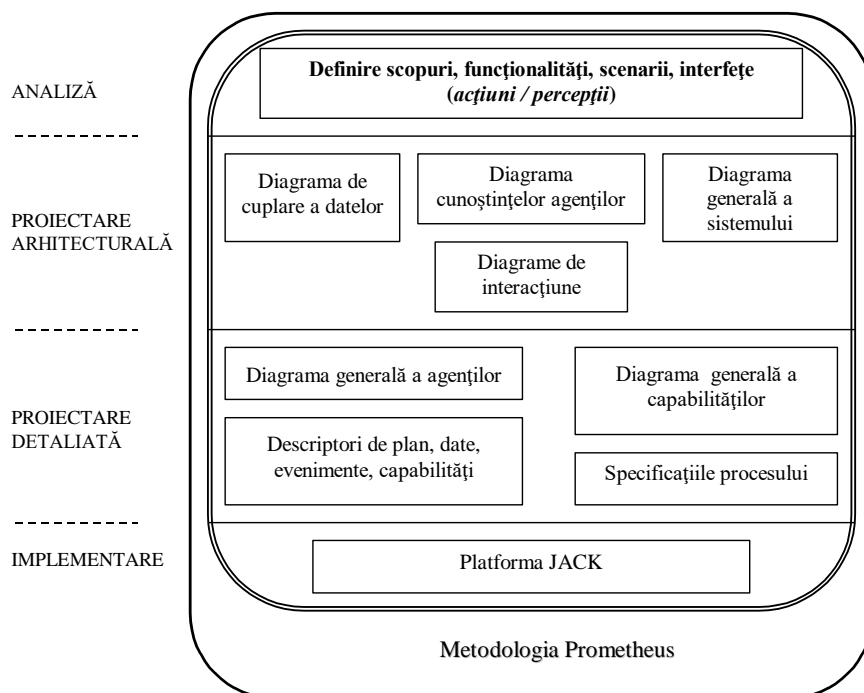 ANALIZĂ
Definire scopuri, funcţionalităţi, scenarii, interfeţe
(acţiuni / percepţii)
PROIECTARE
ARHITECTURALĂ
Diagrama de
cuplare a datelor
Diagrama
cunoştinţelor agenţilor
Diagrama
generală a
sistemului
Diagrame de
interacţiune
PROIECTARE
DETALIATĂ
Diagrama generală a agenţilor
Diagrama generală a
capabilităţilor
Descriptori de plan, date,
evenimente, capabilităţi
Specificaţiile procesului
IMPLEMENTARE
Platforma JACK
Metodologia Prometheus